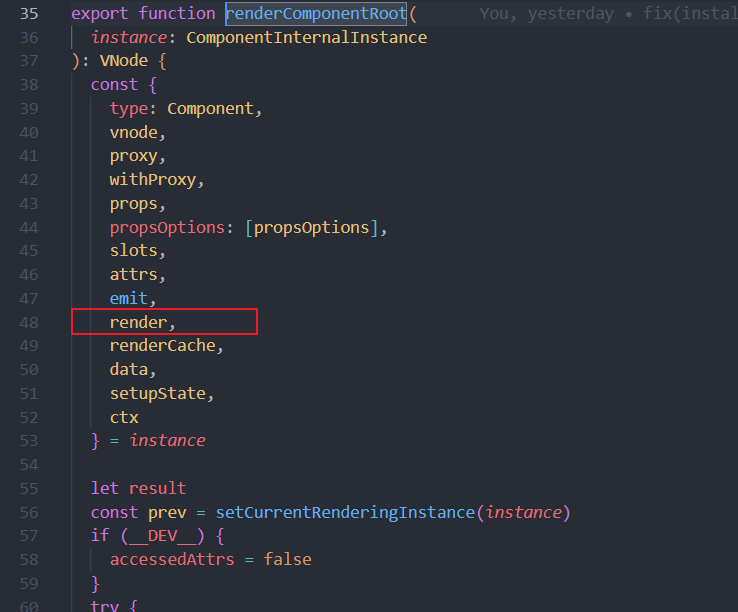 35 export function renderComponentRoot( You, yesterday • fix(instal
36 instance: ComponentInternalInstance
37 ): VNode {
38 const {
39 type: Component,
40 vnode,
41 proxy,
42 withProxy,
43 props,
44 propsOptions: [propsOptions],
45 slots,
46 attrs,
47 emit,
48 render,
49 renderCache,
50 data,
51 setupState,
52 ctx
53 } = instance
54
55 let result
56 const prev = setCurrentRenderingInstance(instance)
57 if (__DEV__) {
58 accessedAttrs = false
59 }
60 try {